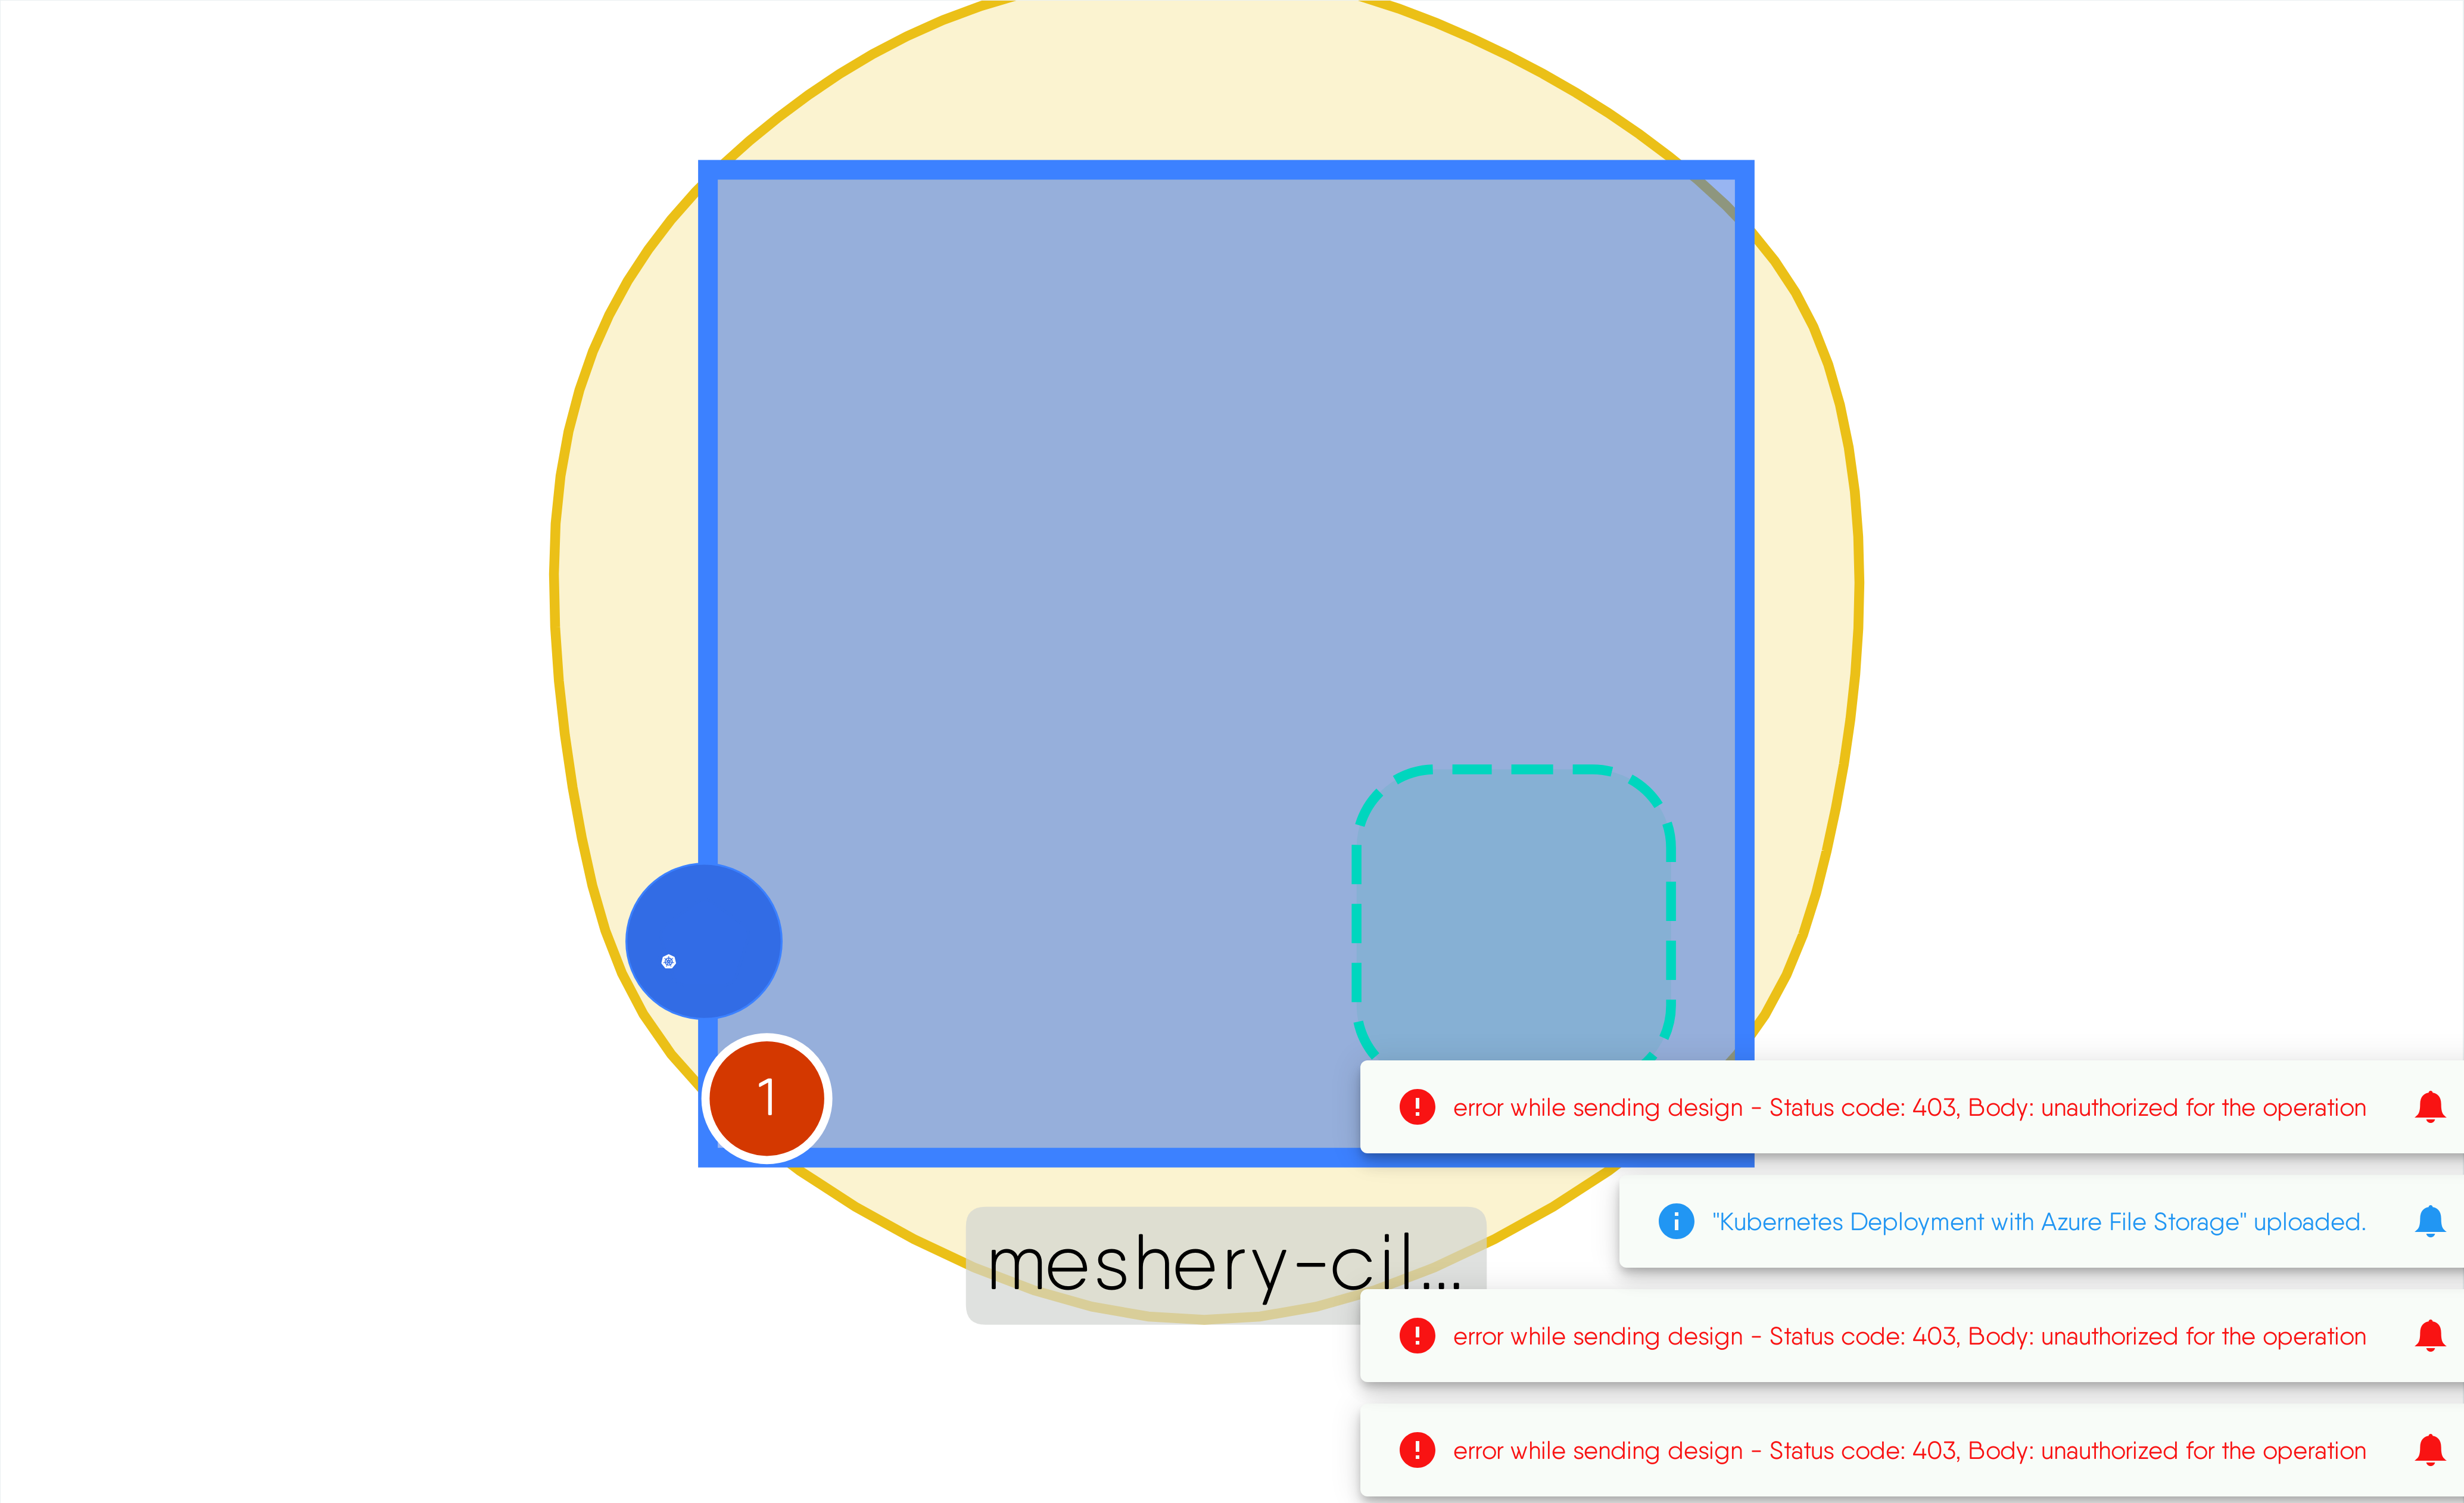 1
error while sending design - Status code: 403, Body: unauthorized for the operation
"Kubernetes Deployment with Azure File Storage" uploaded.
meshery-cil...
error while sending design - Status code: 403, Body: unauthorized for the operation
error while sending design - Status code: 403, Body: unauthorized for the operation